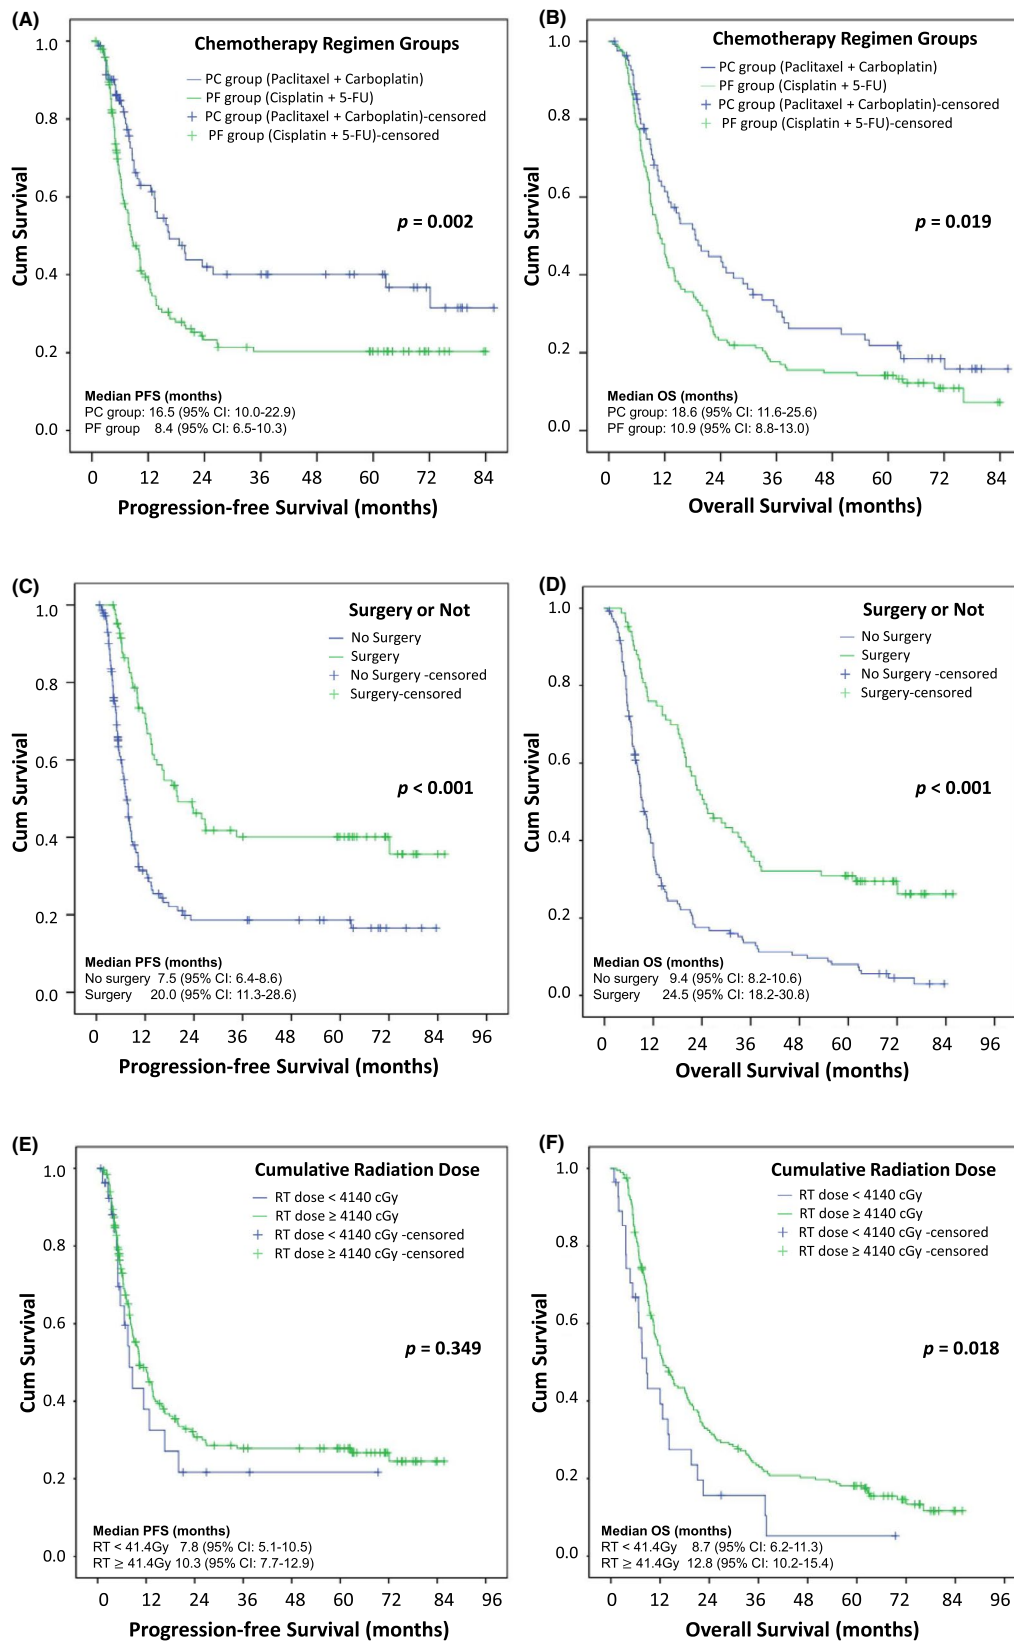 (A)
Chemotherapy Regimen Groups
PC group (Paclitaxel + Carboplatin)
PF group (Cisplatin + 5-FU)
PC group (Paclitaxel + Carboplatin)-censored
PF group (Cisplatin + 5-FU)-censored
p = 0.002
Cum Survival
1.0
0.8
0.6
0.4
0.2
0.0
Median PFS (months)
PC group: 16.5 (95% CI: 10.0-22.9)
PF group 8.4 (95% CI: 6.5-10.3)
0 12 24 36 48 60 72 84
Progression-free Survival (months)
(B)
Chemotherapy Regimen Groups
PC group (Paclitaxel + Carboplatin)
PF group (Cisplatin + 5-FU)
PC group (Paclitaxel + Carboplatin)-censored
PF group (Cisplatin + 5-FU)-censored
p = 0.019
Cum Survival
1.0
0.8
0.6
0.4
0.2
0.0
Median OS (months)
PC group: 18.6 (95% CI: 11.6-25.6)
PF group: 10.9 (95% CI: 8.8-13.0)
0 12 24 36 48 60 72 84
Overall Survival (months)
(C)
Surgery or Not
No Surgery
Surgery
No Surgery -censored
Surgery-censored
p < 0.001
Cum Survival
1.0
0.8
0.6
0.4
0.2
0.0
Median PFS (months)
No surgery 7.5 (95% CI: 6.4-8.6)
Surgery 20.0 (95% CI: 11.3-28.6)
0 12 24 36 48 60 72 84 96
Progression-free Survival (months)
(D)
Surgery or Not
No Surgery
Surgery
No Surgery -censored
Surgery-censored
p < 0.001
Cum Survival
1.0
0.8
0.6
0.4
0.2
0.0
Median OS (months)
No surgery 9.4 (95% CI: 8.2-10.6)
Surgery 24.5 (95% CI: 18.2-30.8)
0 12 24 36 48 60 72 84 96
Overall Survival (months)
(E)
Cumulative Radiation Dose
RT dose < 4140 cGy
RT dose ≥ 4140 cGy
RT dose < 4140 cGy -censored
RT dose ≥ 4140 cGy -censored
p = 0.349
Cum Survival
1.0
0.8
0.6
0.4
0.2
0.0
Median PFS (months)
RT < 41.4Gy 7.8 (95% CI: 5.1-10.5)
RT ≥ 41.4Gy 10.3 (95% CI: 7.7-12.9)
0 12 24 36 48 60 72 84 96
Progression-free Survival (months)
(F)
Cumulative Radiation Dose
RT dose < 4140 cGy
RT dose ≥ 4140 cGy
RT dose < 4140 cGy -censored
RT dose ≥ 4140 cGy -censored
p = 0.018
Cum Survival
1.0
0.8
0.6
0.4
0.2
0.0
Median OS (months)
RT < 41.4Gy 8.7 (95% CI: 6.2-11.3)
RT ≥ 41.4Gy 12.8 (95% CI: 10.2-15.4)
0 12 24 36 48 60 72 84 96
Overall Survival (months)